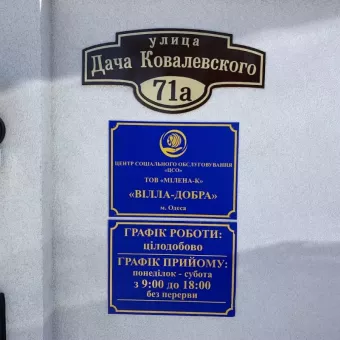 улица
Дача Ковалевского
71а
ЦЕНТР СОЦІАЛЬНОГО ОБСЛУГОВУВАННЯ
«ЦСО»
ТОВ «МІЛЕНА-К»
«ВІЛЛА-ДОБРА»
м. Одеса
ГРАФІК РОБОТИ:
цілодобово
ГРАФІК ПРИЙОМУ:
понеділок - субота
з 9:00 до 18:00
без перерви